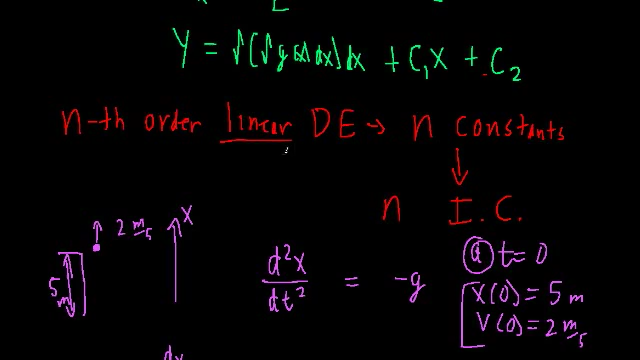 Y = ∫(∫g(x)dx)dx + C₁X + C₂
n-th order linear DE → n constants
↓
n I.C.
2 m/s X
5 m
d²X/dt² = -g
@ t=0
X(0) = 5 m
V(0) = 2 m/s